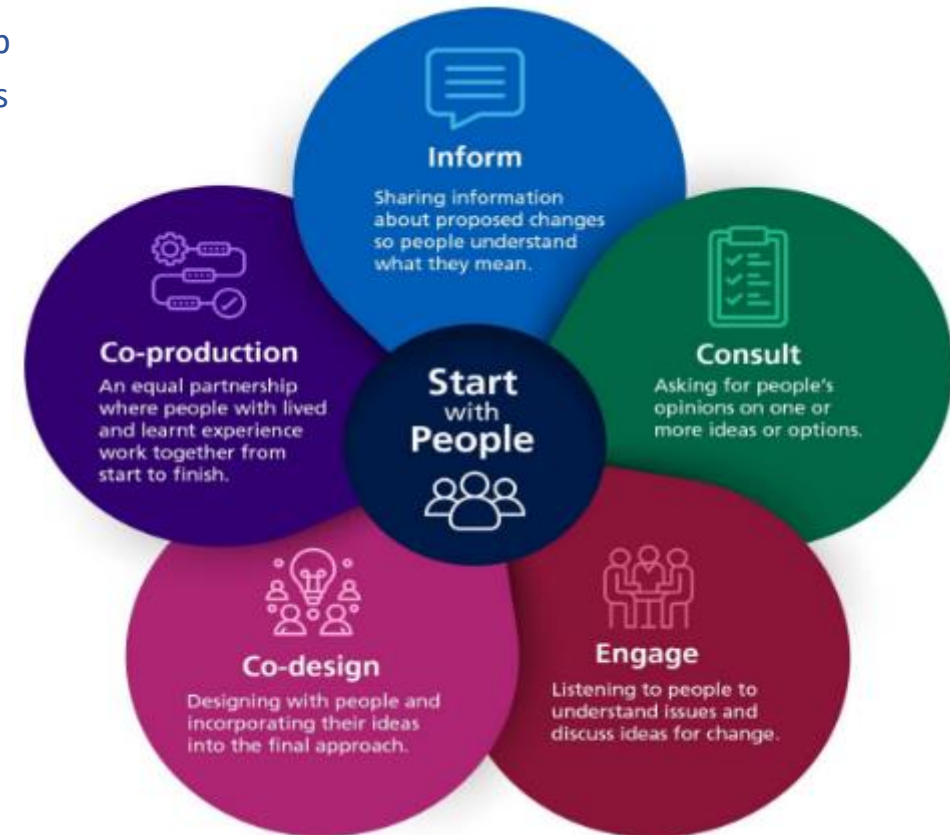 Inform
Sharing information
about proposed changes
so people understand
what they mean.
Consult
Asking for people's
opinions on one or
more ideas or options.
Engage
Listening to people to
understand issues and
discuss ideas for change.
Co-design
Designing with people and
incorporating their ideas
into the final approach.
Co-production
An equal partnership
where people with lived
and learnt experience
work together from
start to finish.
Start
with
People